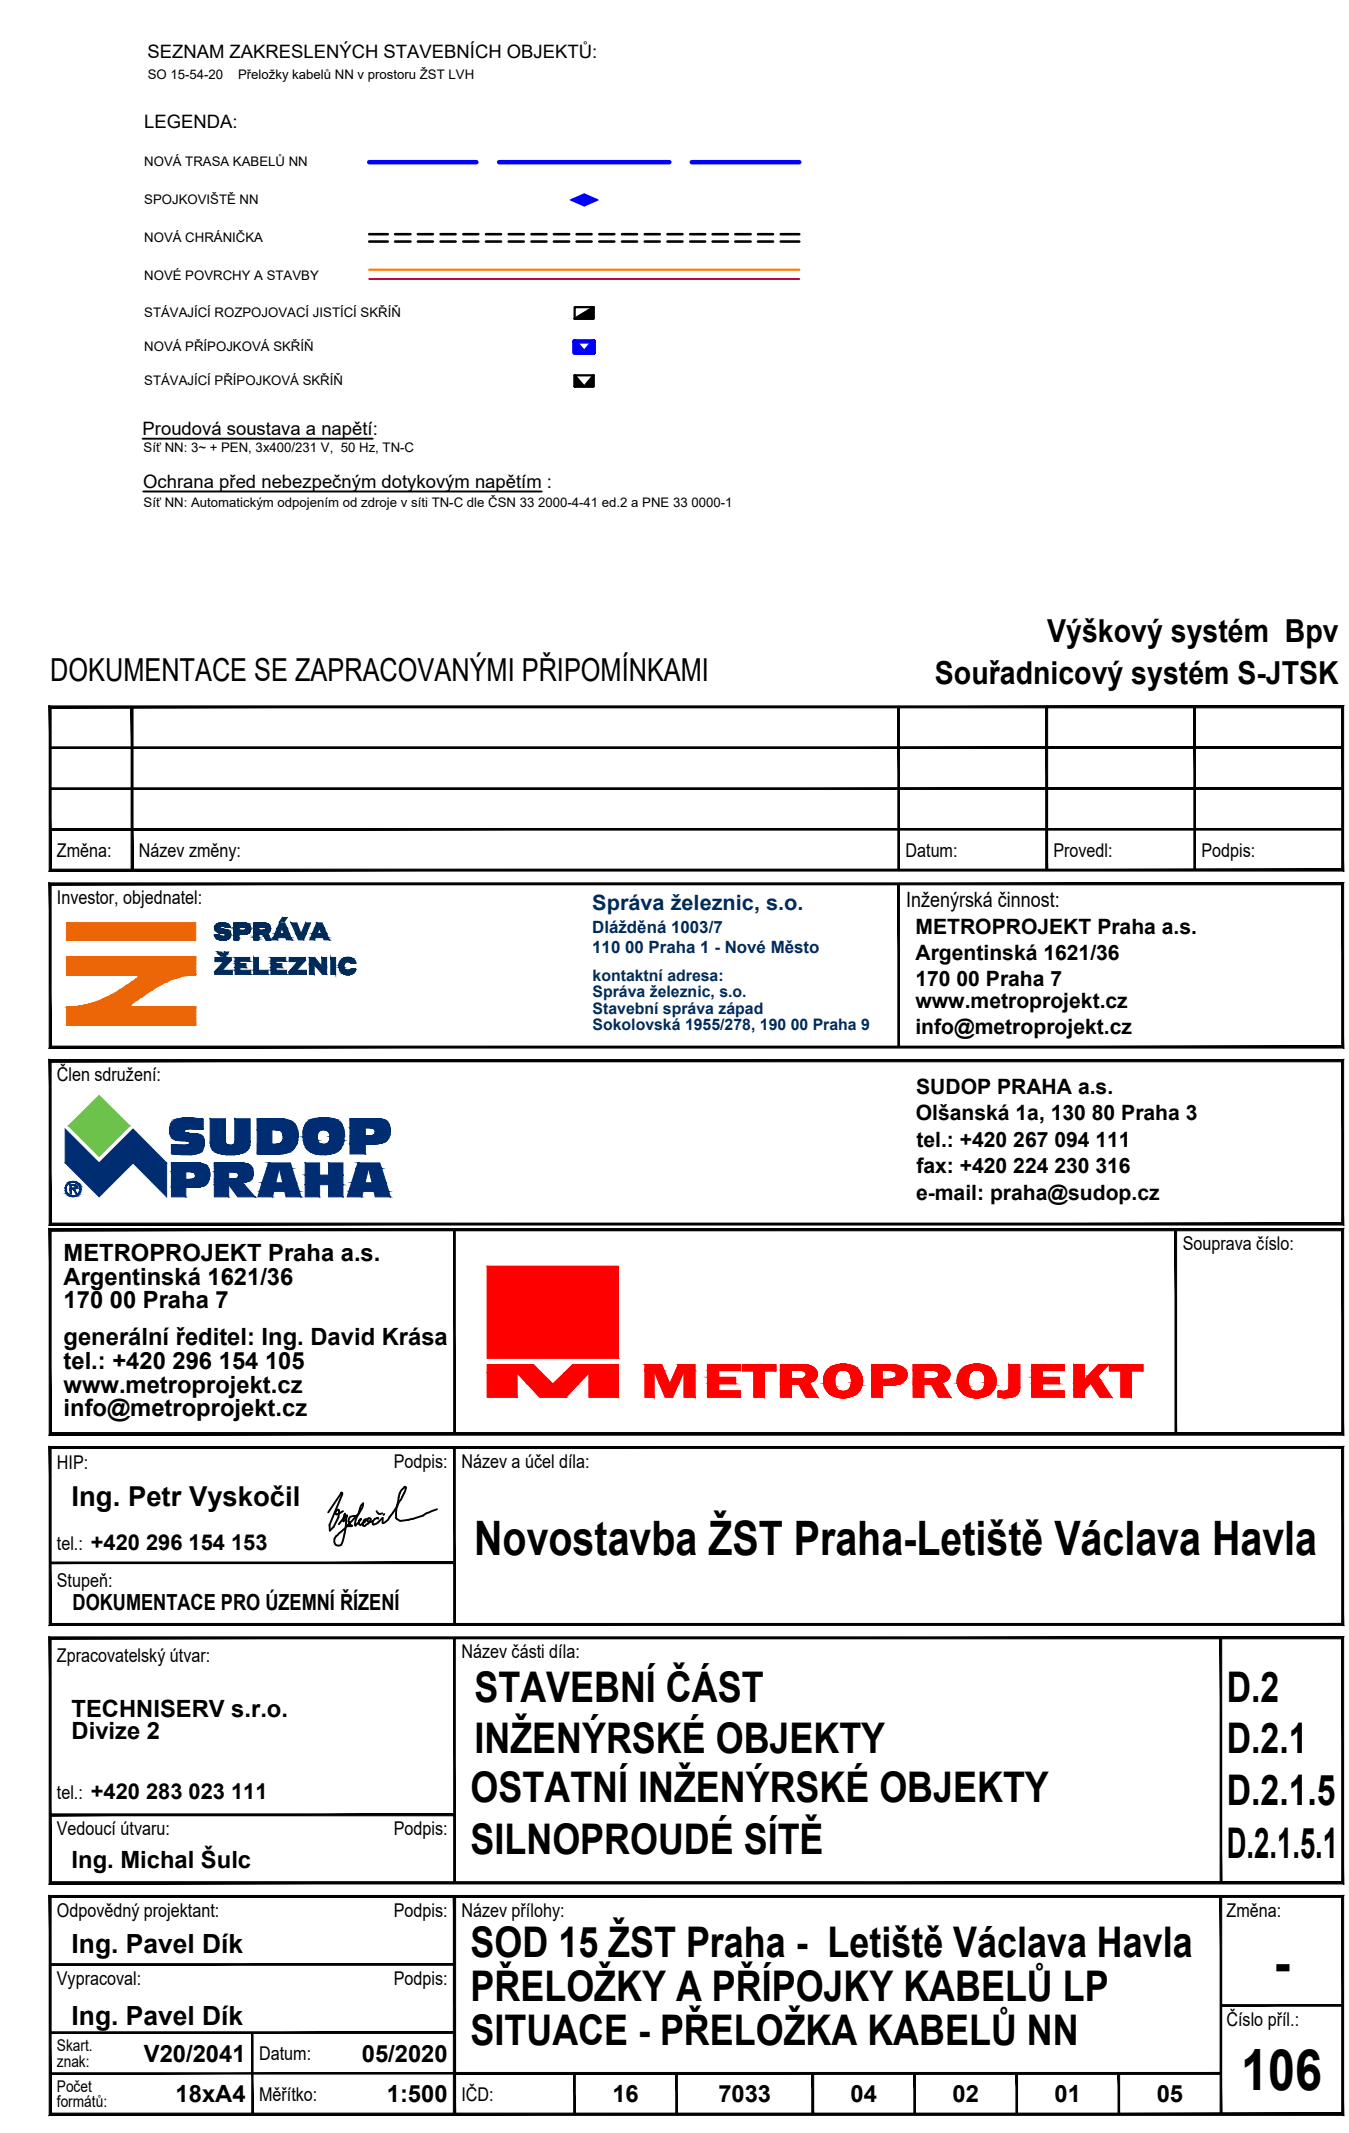 SEZNAM ZAKRESLENÝCH STAVEBNÍCH OBJEKTŮ:
SO 15-54-20 Přeložky kabelů NN v prostoru ŽST LVH
LEGENDA:
NOVÁ TRASA KABELŮ NN
SPOJKOVIŠTĚ NN
NOVÁ CHRÁNIČKA
NOVÉ POVRCHY A STAVBY
STÁVAJÍCÍ ROZPOJOVACÍ JISTÍCÍ SKŘÍŇ
NOVÁ PŘÍPOJKOVÁ SKŘÍŇ
STÁVAJÍCÍ PŘÍPOJKOVÁ SKŘÍŇ
Proudová soustava a napětí:
Síť NN: 3~ + PEN, 3x400/231 V, 50 Hz, TN-C
Ochrana před nebezpečným dotykovým napětím :
Síť NN: Automatickým odpojením od zdroje v síti TN-C dle ČSN 33 2000-4-41 ed.2 a PNE 33 0000-1
Výškový systém Bpv
DOKUMENTACE SE ZAPRACOVANÝMI PŘIPOMÍNKAMI
Souřadnicový systém S-JTSK
Změna: Název změny: Datum: Provedl: Podpis:
Investor, objednatel:
SPRÁVA
ŽELEZNIC
Správa železnic, s.o.
Dlážděná 1003/7
110 00 Praha 1 - Nové Město
kontaktní adresa:
Správa železnic, s.o.
Stavební správa západ
Sokolovská 1955/278, 190 00 Praha 9
Inženýrská činnost:
METROPROJEKT Praha a.s.
Argentinská 1621/36
170 00 Praha 7
www.metroprojekt.cz
info@metroprojekt.cz
Člen sdružení:
SUDOP
PRAHA
®
SUDOP PRAHA a.s.
Olšanská 1a, 130 80 Praha 3
tel.: +420 267 094 111
fax: +420 224 230 316
e-mail: praha@sudop.cz
METROPROJEKT Praha a.s.
Argentinská 1621/36
170 00 Praha 7
generální ředitel: Ing. David Krása
tel.: +420 296 154 105
www.metroprojekt.cz
info@metroprojekt.cz
METROPROJEKT
Souprava číslo:
HIP: Podpis:
Ing. Petr Vyskočil
Vyskočil
tel.: +420 296 154 153
Stupeň:
DOKUMENTACE PRO ÚZEMNÍ ŘÍZENÍ
Název a účel díla:
Novostavba ŽST Praha-Letiště Václava Havla
Zpracovatelský útvar:
TECHNISERV s.r.o.
Divize 2
tel.: +420 283 023 111
Vedoucí útvaru: Podpis:
Ing. Michal Šulc
Název části díla:
STAVEBNÍ ČÁST D.2
INŽENÝRSKÉ OBJEKTY D.2.1
OSTATNÍ INŽENÝRSKÉ OBJEKTY D.2.1.5
SILNOPROUDÉ SÍTĚ D.2.1.5.1
Odpovědný projektant: Podpis:
Ing. Pavel Dík
Vypracoval: Podpis:
Ing. Pavel Dík
Skart. znak: V20/2041 Datum: 05/2020
Počet formátů: 18xA4 Měřítko: 1:500
Název přílohy:
SOD 15 ŽST Praha - Letiště Václava Havla
PŘELOŽKY A PŘÍPOJKY KABELŮ LP
SITUACE - PŘELOŽKA KABELŮ NN
IČD: 16 7033 04 02 01 05
Změna:
-
Číslo příl.:
106